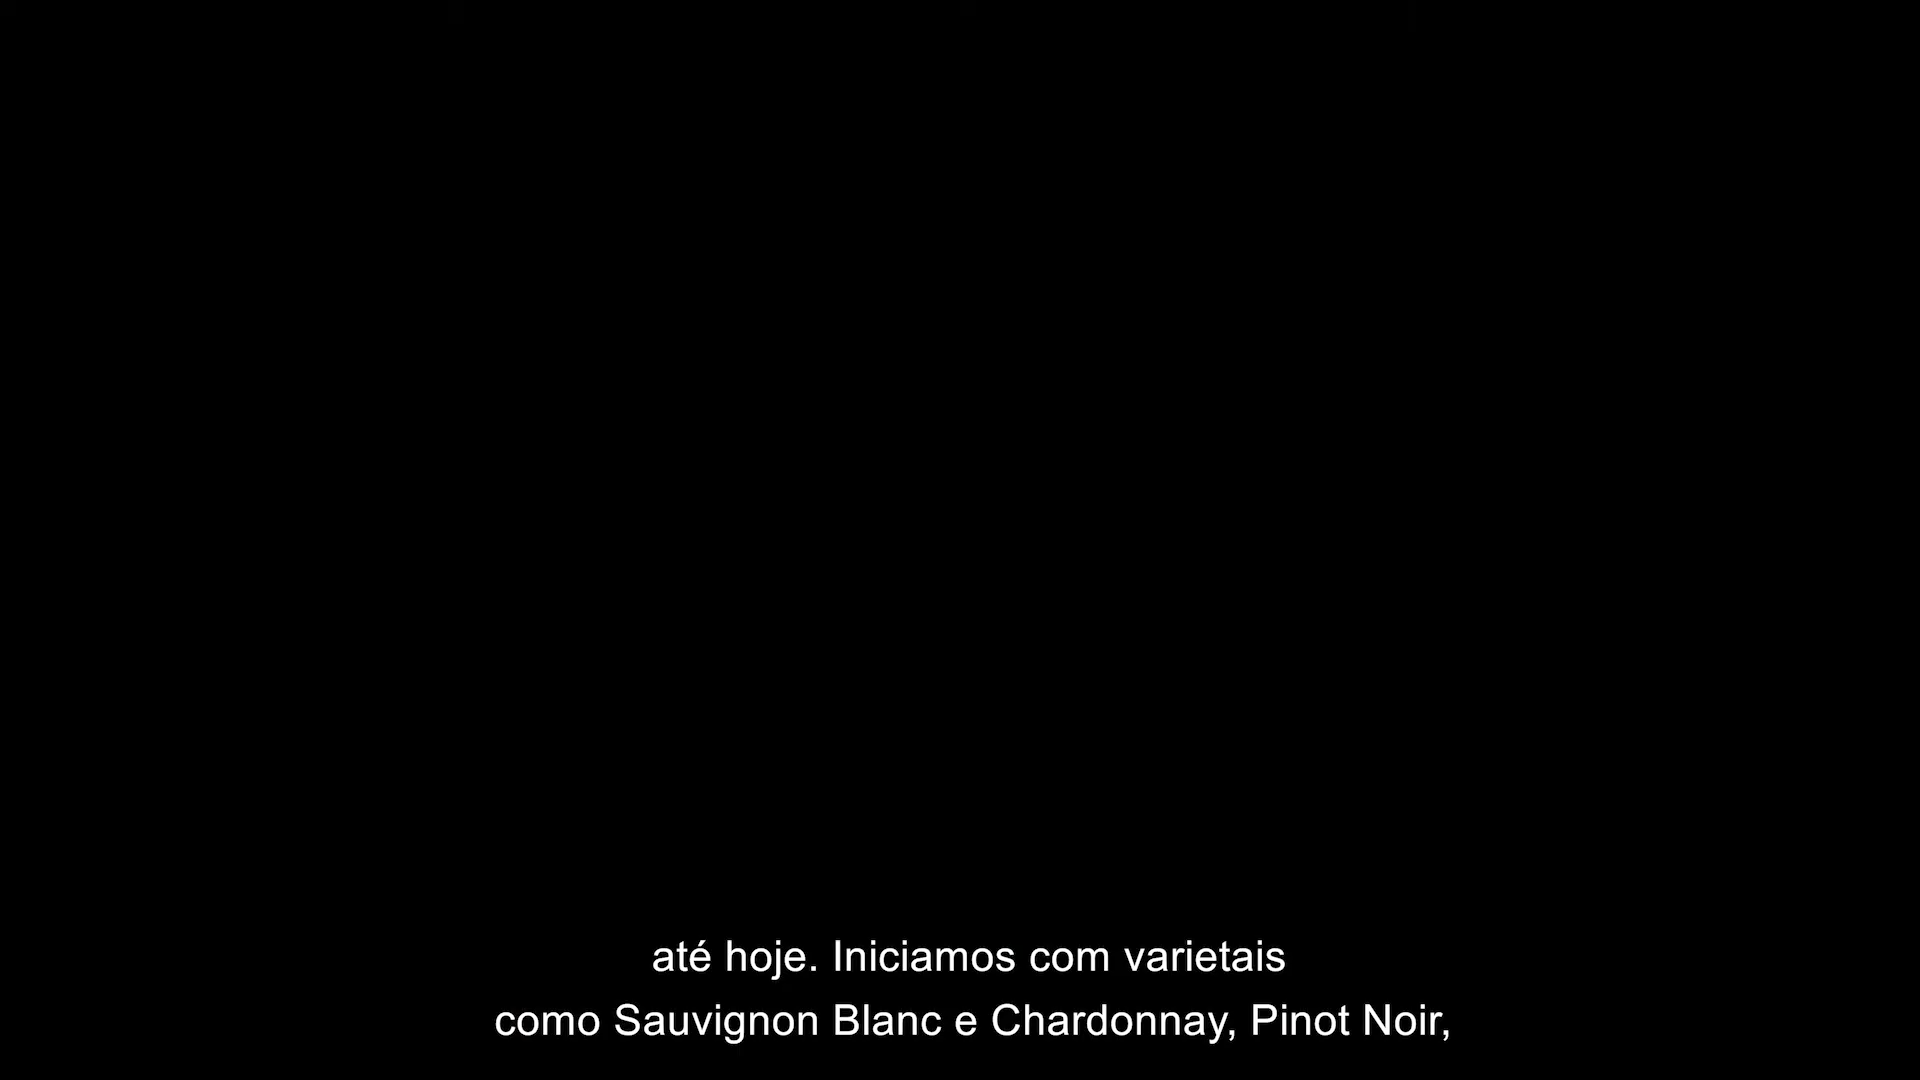 até hoje. Iniciamos com varietais
como Sauvignon Blanc e Chardonnay, Pinot Noir,